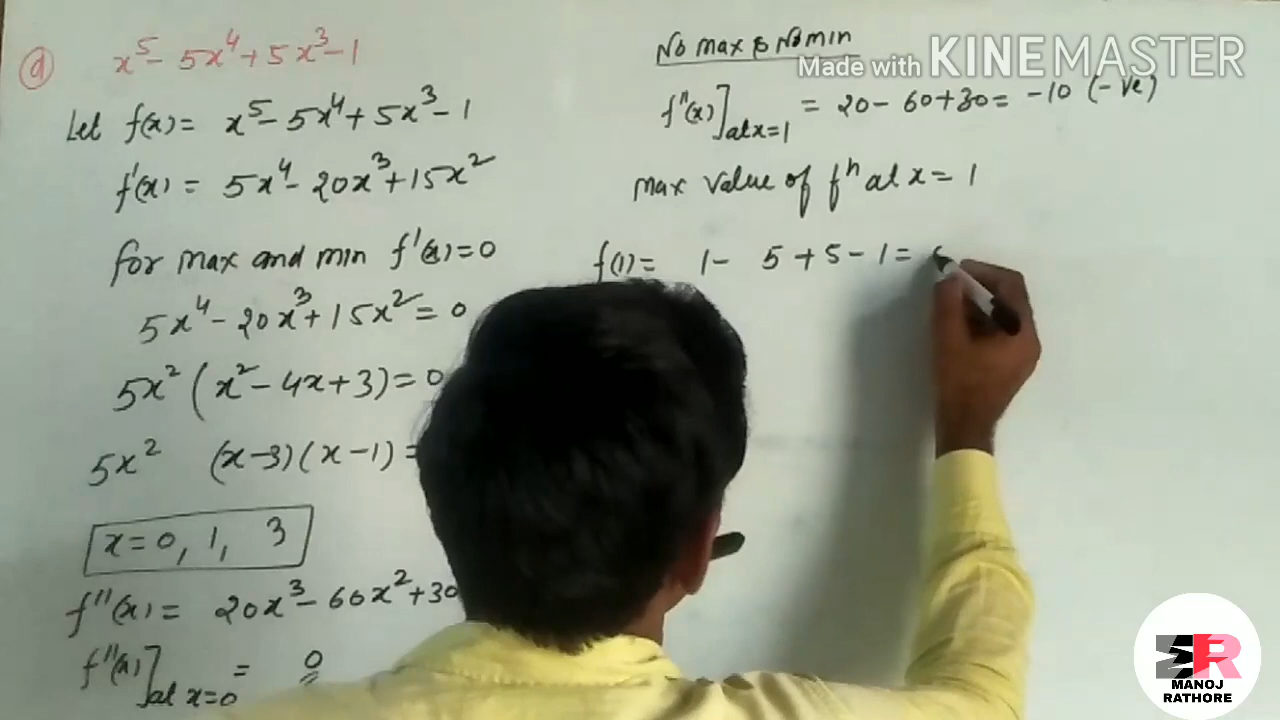 (d) x⁵ - 5x⁴ + 5x³ - 1
Let f(x) = x⁵ - 5x⁴ + 5x³ - 1
f'(x) = 5x⁴ - 20x³ + 15x²
for max and min f'(x) = 0
5x⁴ - 20x³ + 15x² = 0
5x² (x² - 4x + 3) = 0
5x² (x - 3) (x - 1) =
x = 0, 1, 3
f''(x) = 20x³ - 60x² + 30
f''(x)] at x=0 = 0
No max & No min
f''(x)] at x=1 = 20 - 60 + 30 = -10 (-ve)
max value of fⁿ at x = 1
f(1) = 1 - 5 + 5 - 1 =
Made with KINEMASTER
MANOJ
RATHORE